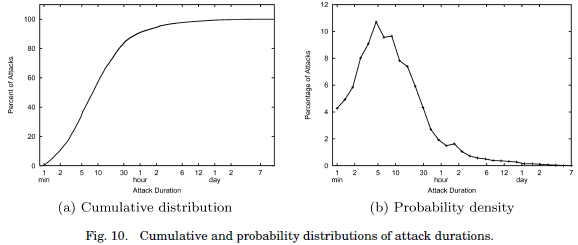 100
80
60
40
20
0
Percent of Attacks
1 2 5 10 30 1 2 6 12 1 2 7
min hour day
Attack Duration
(a) Cumulative distribution
12
10
8
6
4
2
0
Percentage of Attacks
1 2 5 10 30 1 2 6 12 1 2 7
min hour day
Attack Duration
(b) Probability density
Fig. 10. Cumulative and probability distributions of attack durations.